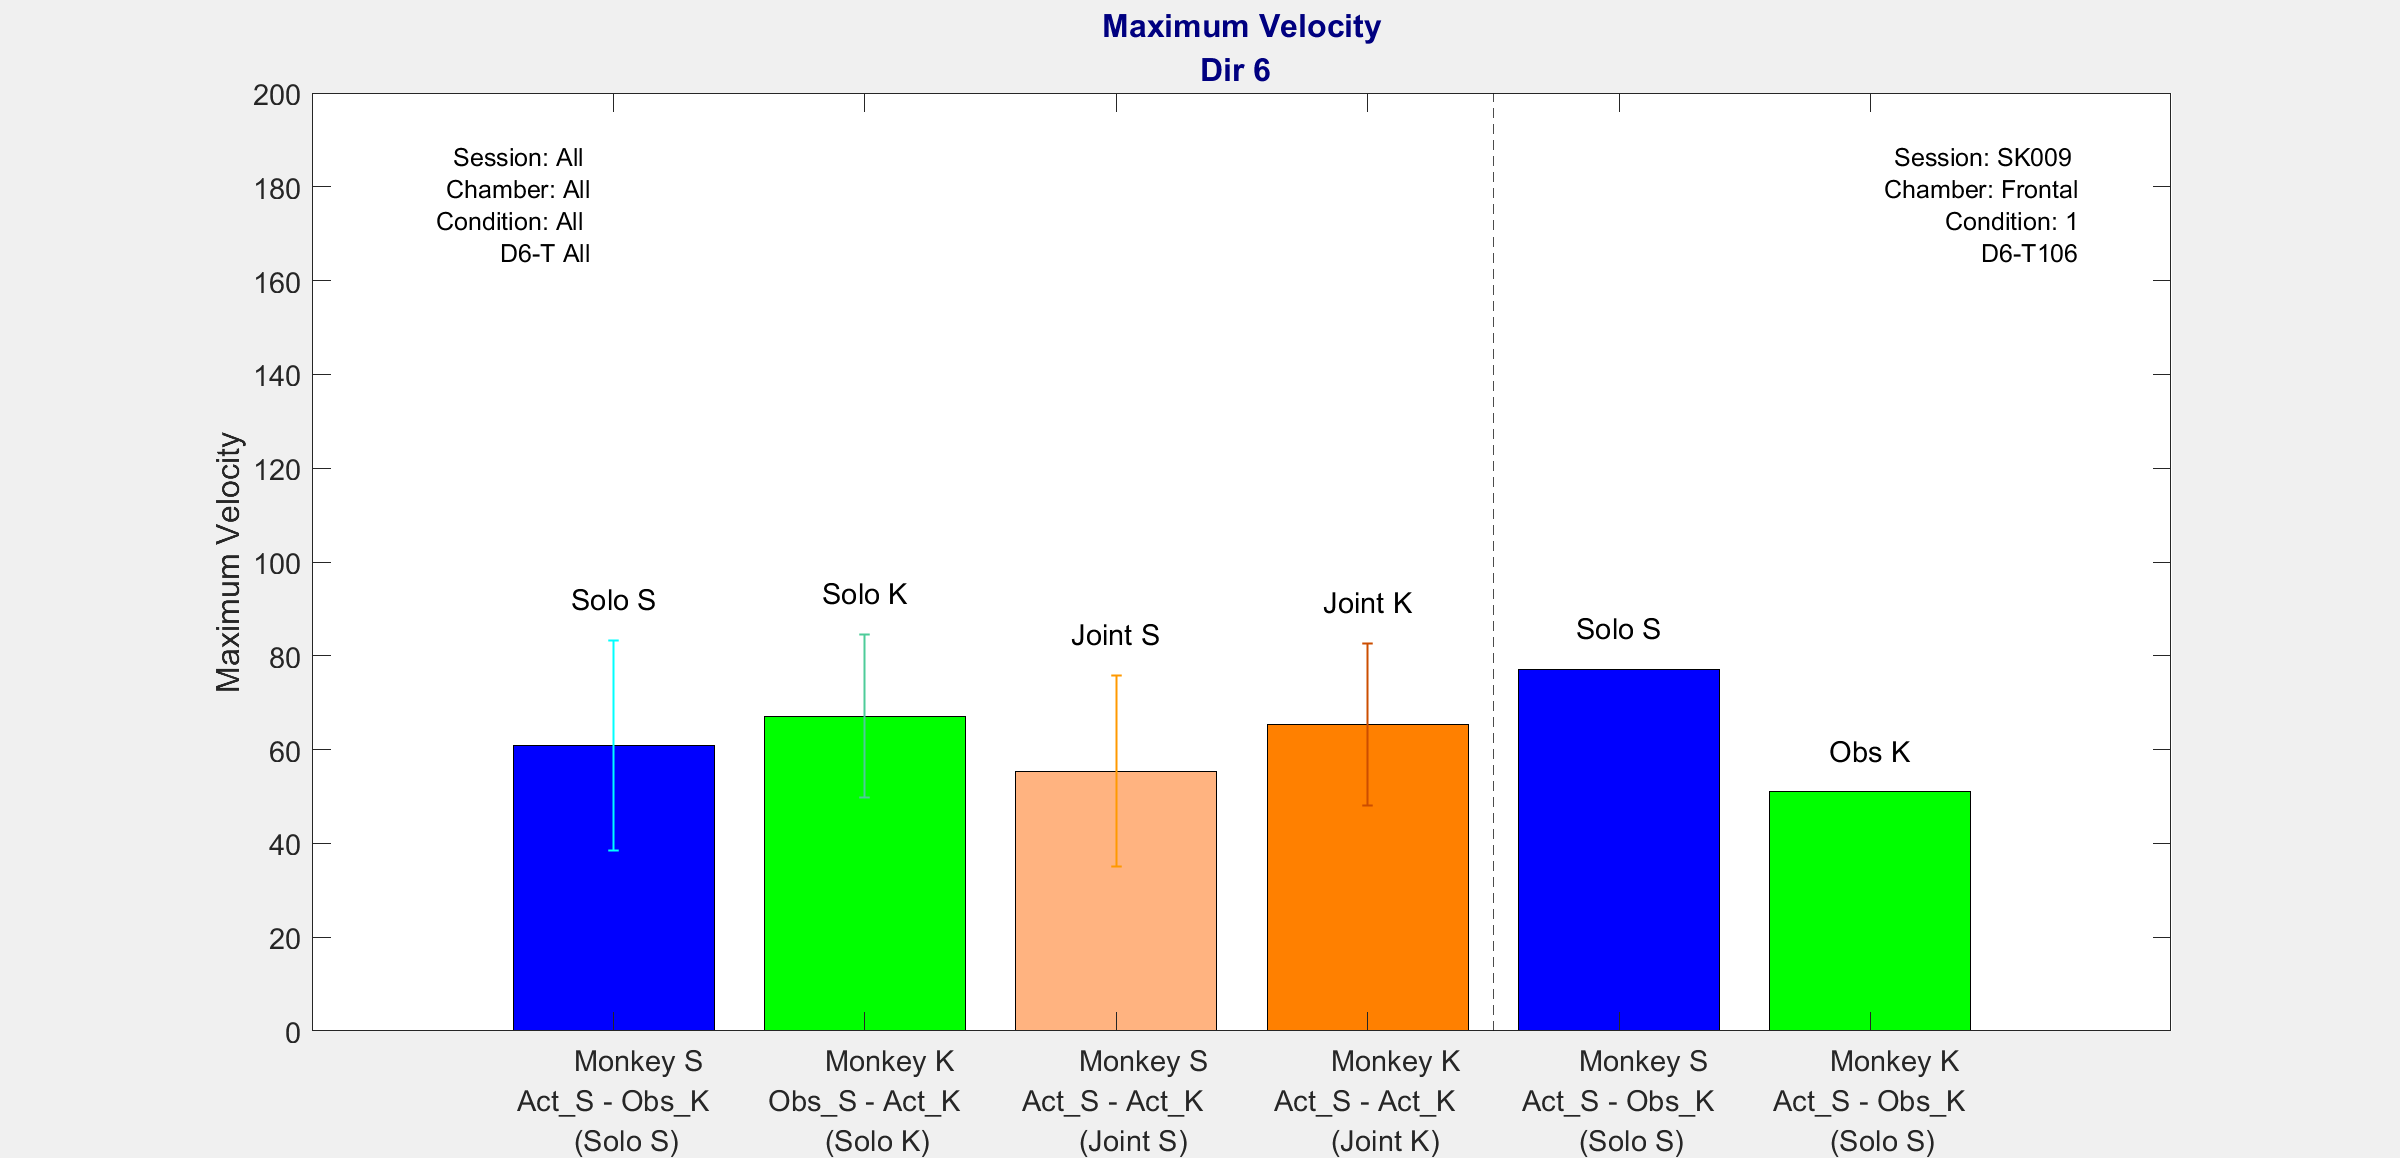 Maximum Velocity
Dir 6
Session: All
Chamber: All
Condition: All
D6-T All
Session: SK009
Chamber: Frontal
Condition: 1
D6-T106
Maximum Velocity
200
180
160
140
120
100
80
60
40
20
0
Solo S
Solo K
Joint S
Joint K
Solo S
Obs K
Monkey S
Act_S - Obs_K
(Solo S)
Monkey K
Obs_S - Act_K
(Solo K)
Monkey S
Act_S - Act_K
(Joint S)
Monkey K
Act_S - Act_K
(Joint K)
Monkey S
Act_S - Obs_K
(Solo S)
Monkey K
Act_S - Obs_K
(Solo S)